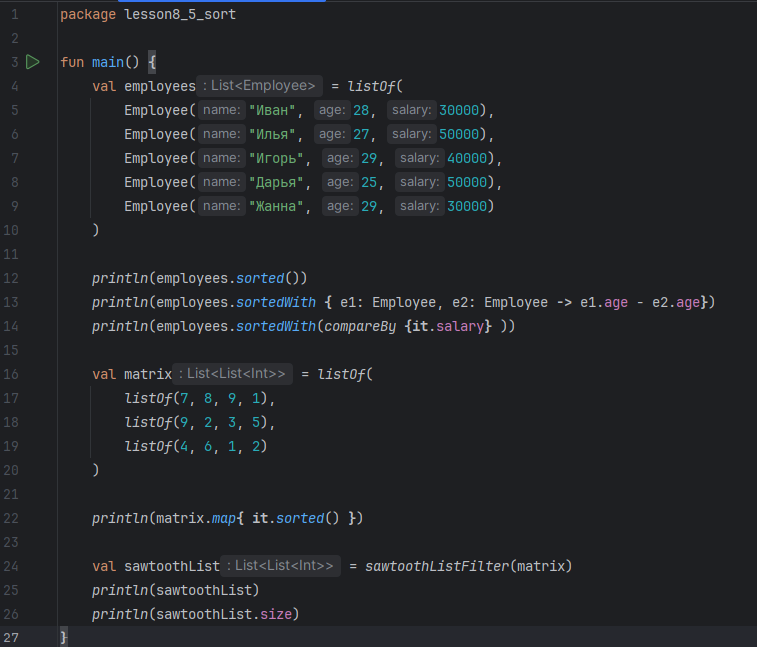 1 package lesson8_5_sort
2
3 fun main() {
4 val employees : List<Employee> = listOf(
5 Employee( name: "Иван", age: 28, salary: 30000),
6 Employee( name: "Илья", age: 27, salary: 50000),
7 Employee( name: "Игорь", age: 29, salary: 40000),
8 Employee( name: "Дарья", age: 25, salary: 50000),
9 Employee( name: "Жанна", age: 29, salary: 30000)
10 )
11
12 println(employees.sorted())
13 println(employees.sortedWith { e1: Employee, e2: Employee -> e1.age - e2.age})
14 println(employees.sortedWith(compareBy {it.salary} ))
15
16 val matrix : List<List<Int>> = listOf(
17 listOf(7, 8, 9, 1),
18 listOf(9, 2, 3, 5),
19 listOf(4, 6, 1, 2)
20 )
21
22 println(matrix.map{ it.sorted() })
23
24 val sawtoothList : List<List<Int>> = sawtoothListFilter(matrix)
25 println(sawtoothList)
26 println(sawtoothList.size)
27 }